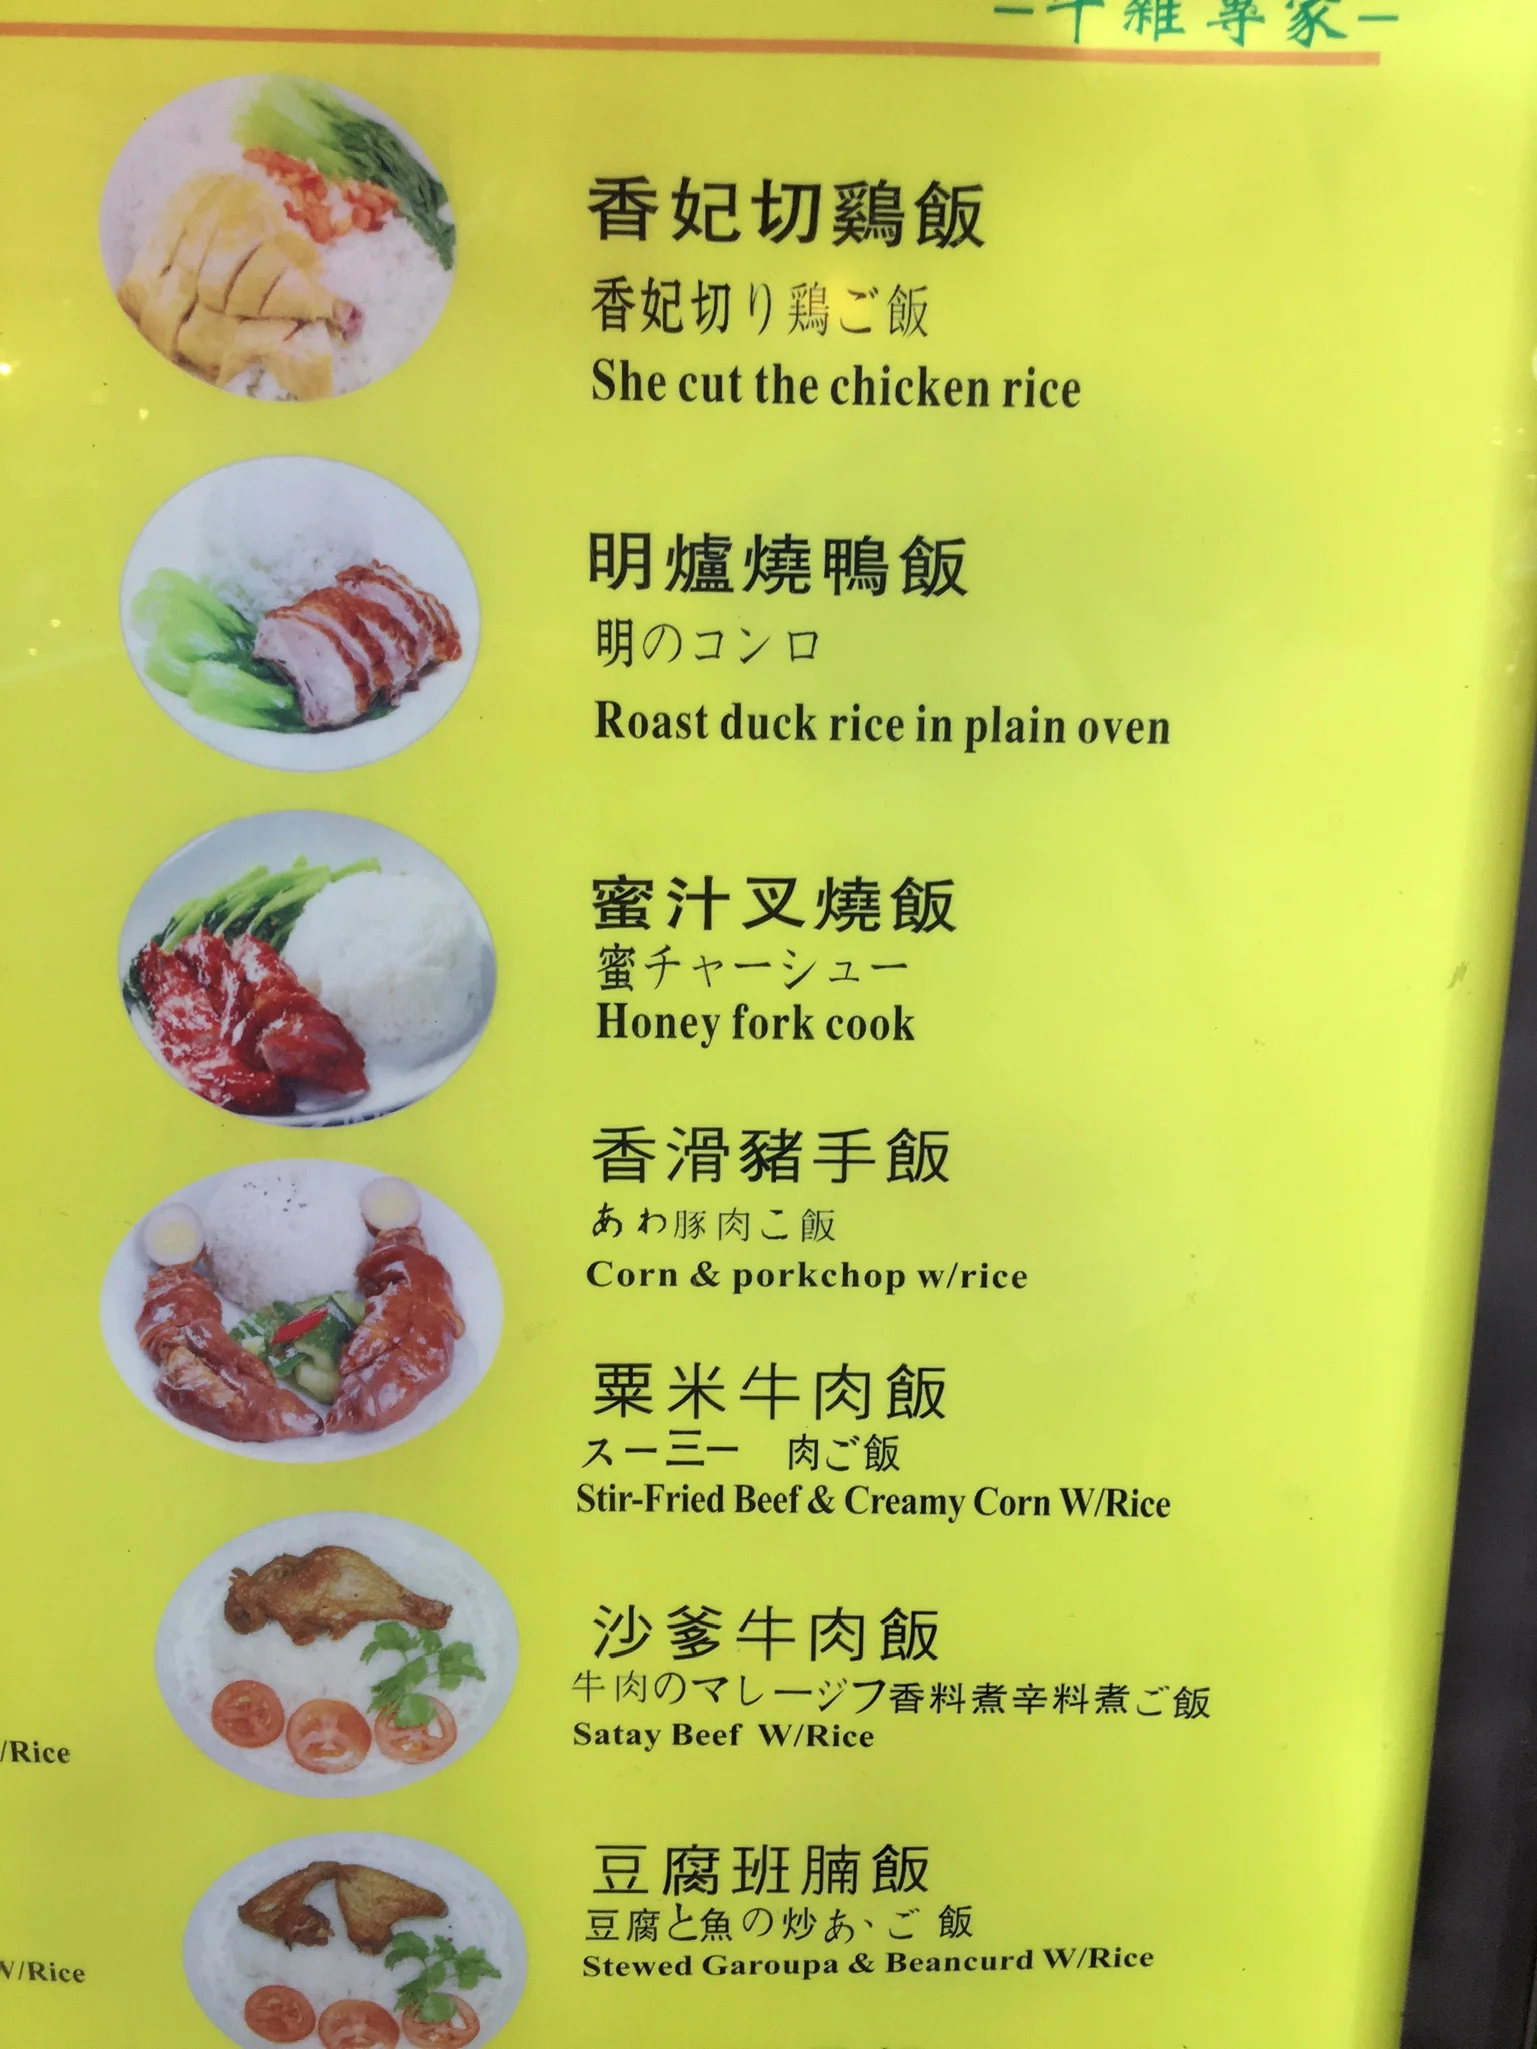 專家
香妃切鷄飯
香妃切り鶏ご飯
She cut the chicken rice
明爐燒鴨飯
明のコンロ
Roast duck rice in plain oven
蜜汁叉燒飯
蜜チャーシュー
Honey fork cook
香滑豬手飯
あわ豚肉こ飯
Corn & porkchop w/rice
粟米牛肉飯
スー三一 肉ご飯
Stir-Fried Beef & Creamy Corn W/Rice
沙爹牛肉飯
牛肉のマレージフ香料煮辛料煮ご飯
Satay Beef W/Rice
/Rice
豆腐班腩飯
豆腐と魚の炒あ、ご 飯
Stewed Garoupa & Beancurd W/Rice
W/Rice